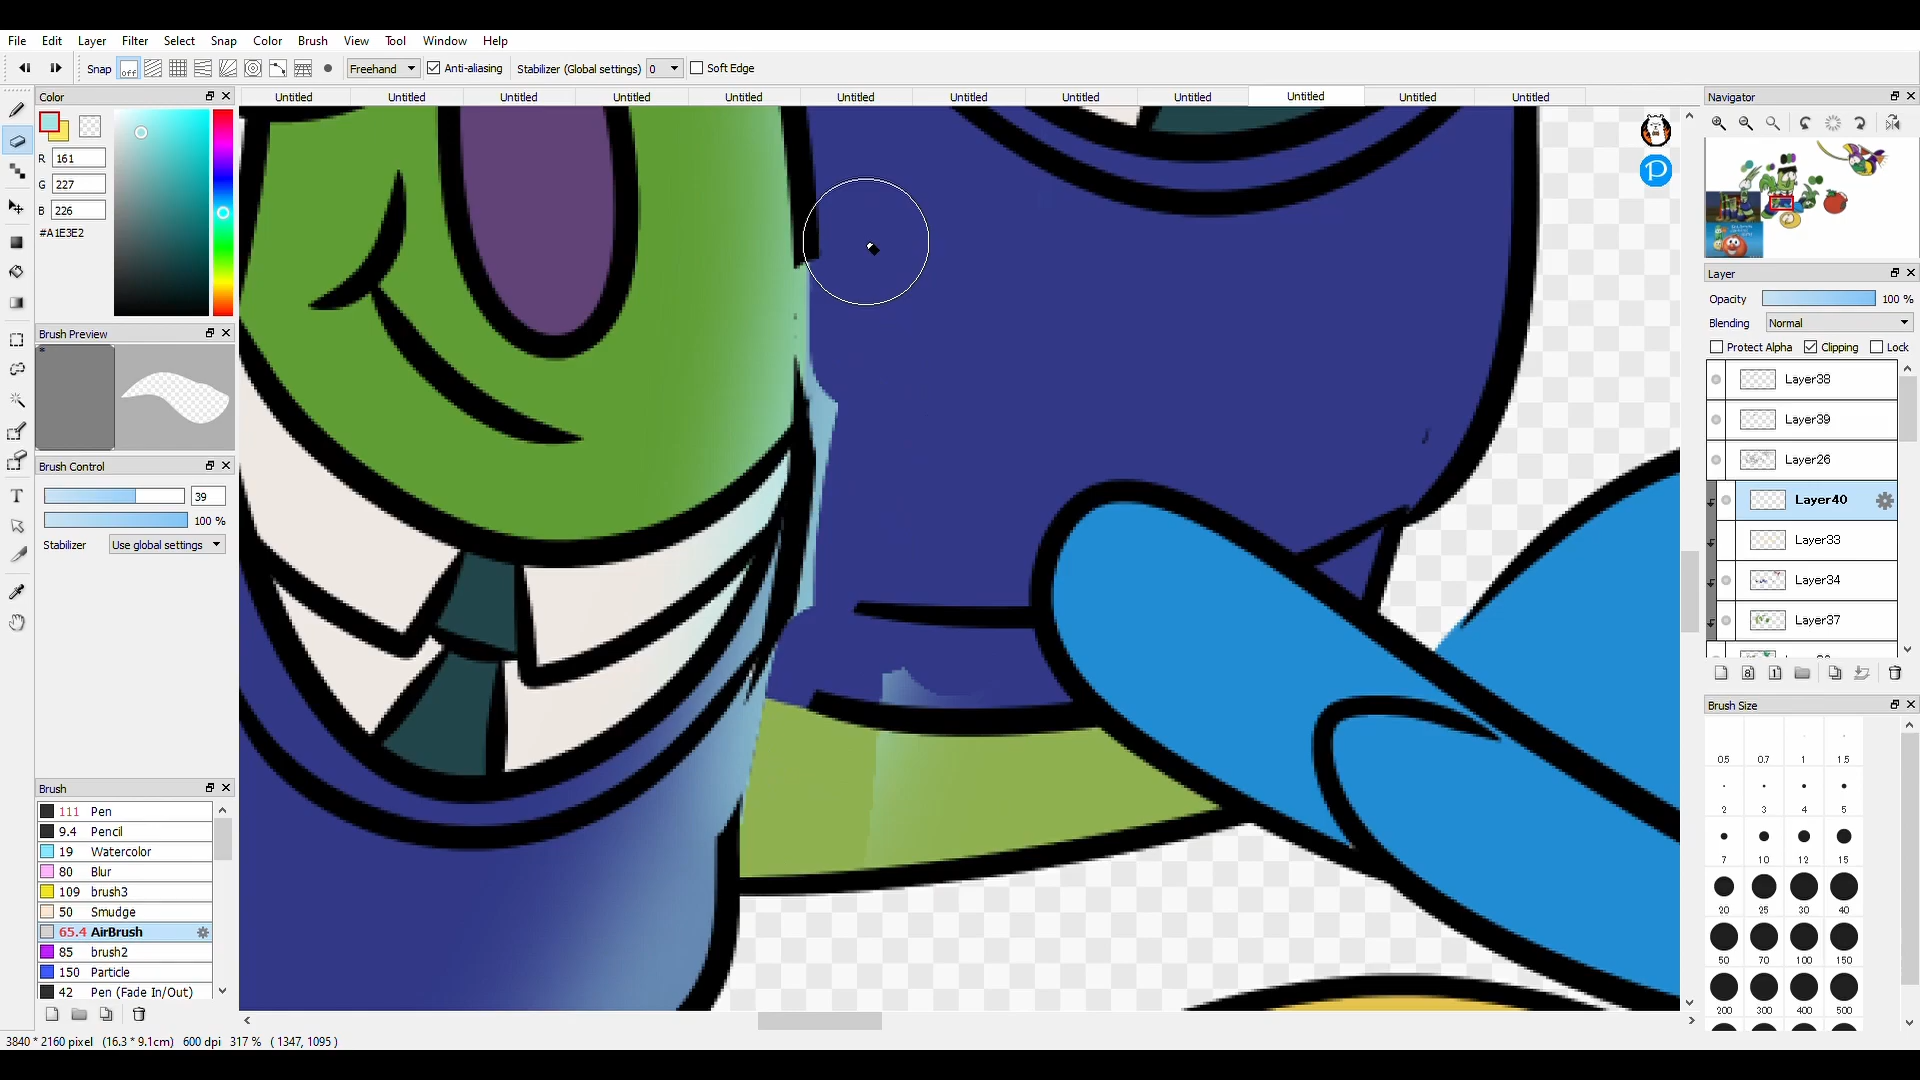 File Edit Layer Filter Select Snap Color Brush View Tool Window Help
Snap off Freehand Anti-aliasing Stabilizer (Global settings) 0 Soft Edge
Untitled Untitled Untitled Untitled Untitled Untitled Untitled Untitled Untitled Untitled Untitled Untitled
Color
R 161
G 227
B 226
#A1E3E2
Brush Preview
Brush Control
39
100 %
Stabilizer Use global settings
Brush
111 Pen
9.4 Pencil
19 Watercolor
80 Blur
109 brush3
50 Smudge
65.4 AirBrush
85 brush2
150 Particle
42 Pen (Fade In/Out)
Navigator
Layer
Opacity 100 %
Blending Normal
Protect Alpha Clipping Lock
Layer38
Layer39
Layer26
Layer40
Layer33
Layer34
Layer37
Brush Size
0.5 0.7 1 1.5
2 3 4 5
7 10 12 15
20 25 30 40
50 70 100 150
200 300 400 500
3840 * 2160 pixel (16.3 * 9.1cm) 600 dpi 317 % ( 1347, 1095 )